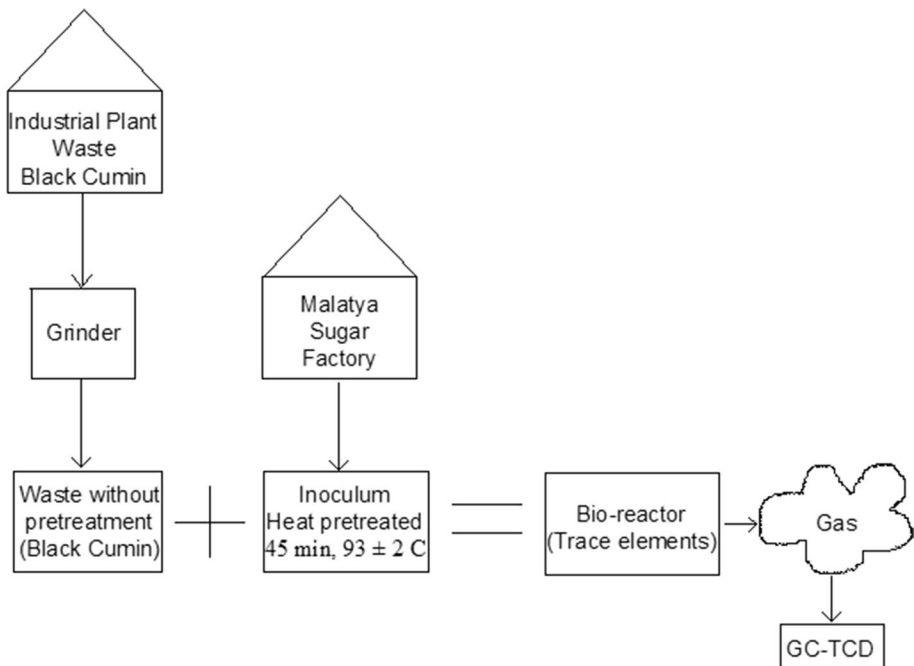 Industrial Plant
Waste
Black Cumin
Grinder
Malatya
Sugar
Factory
Waste without
pretreatment
(Black Cumin)
Inoculum
Heat pretreated
45 min, 93 ± 2 C
Bio-reactor
(Trace elements)
Gas
GC-TCD